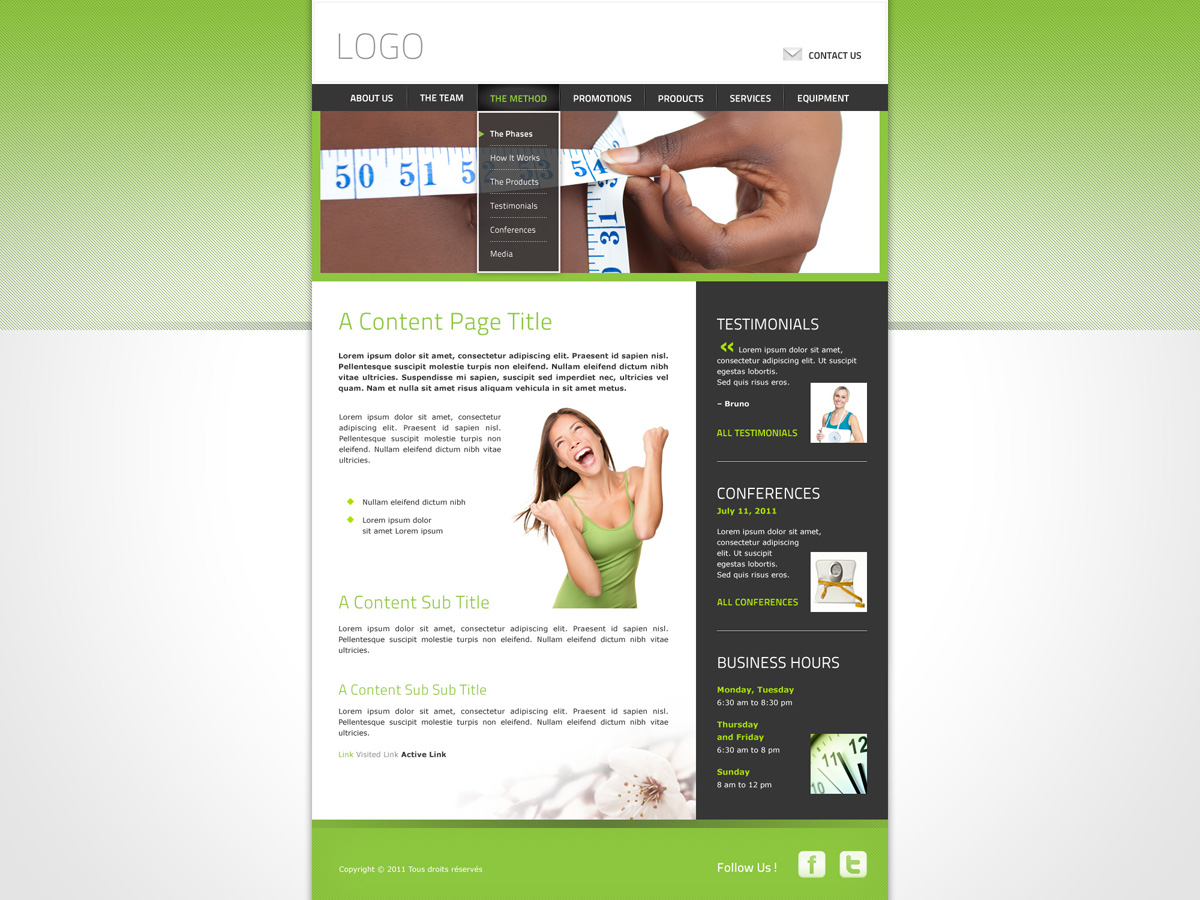 LOGO
CONTACT US
ABOUT US THE TEAM THE METHOD PROMOTIONS PRODUCTS SERVICES EQUIPMENT
The Phases
How It Works
The Products
Testimonials
Conferences
Media
50 51 52 53 54
31
A Content Page Title
Lorem ipsum dolor sit amet, consectetur adipiscing elit. Praesent id sapien nisl.
Pellentesque suscipit molestie turpis non eleifend. Nullam eleifend dictum nibh
vitae ultricies. Suspendisse mi sapien, suscipit sed imperdiet nec, ultricies vel
quam. Nam et nulla sit amet risus aliquam vehicula in sit amet metus.
Lorem ipsum dolor sit amet, consectetur
adipiscing elit. Praesent id sapien nisl.
Pellentesque suscipit molestie turpis non
eleifend. Nullam eleifend dictum nibh vitae
ultricies.
Nullam eleifend dictum nibh
Lorem ipsum dolor
sit amet Lorem ipsum
A Content Sub Title
Lorem ipsum dolor sit amet, consectetur adipiscing elit. Praesent id sapien nisl.
Pellentesque suscipit molestie turpis non eleifend. Nullam eleifend dictum nibh vitae
ultricies.
A Content Sub Sub Title
Lorem ipsum dolor sit amet, consectetur adipiscing elit. Praesent id sapien nisl.
Pellentesque suscipit molestie turpis non eleifend. Nullam eleifend dictum nibh vitae
ultricies.
Link Visited Link Active Link
TESTIMONIALS
« Lorem ipsum dolor sit amet,
consectetur adipiscing elit. Ut suscipit
egestas lobortis.
Sed quis risus eros.
– Bruno
ALL TESTIMONIALS
CONFERENCES
July 11, 2011
Lorem ipsum dolor sit amet,
consectetur adipiscing
elit. Ut suscipit
egestas lobortis.
Sed quis risus eros.
ALL CONFERENCES
BUSINESS HOURS
Monday, Tuesday
6:30 am to 8:30 pm
Thursday
and Friday
6:30 am to 8 pm
Sunday
8 am to 12 pm
12
11
10
Copyright © 2011 Tous droits réservés
Follow Us !
f t